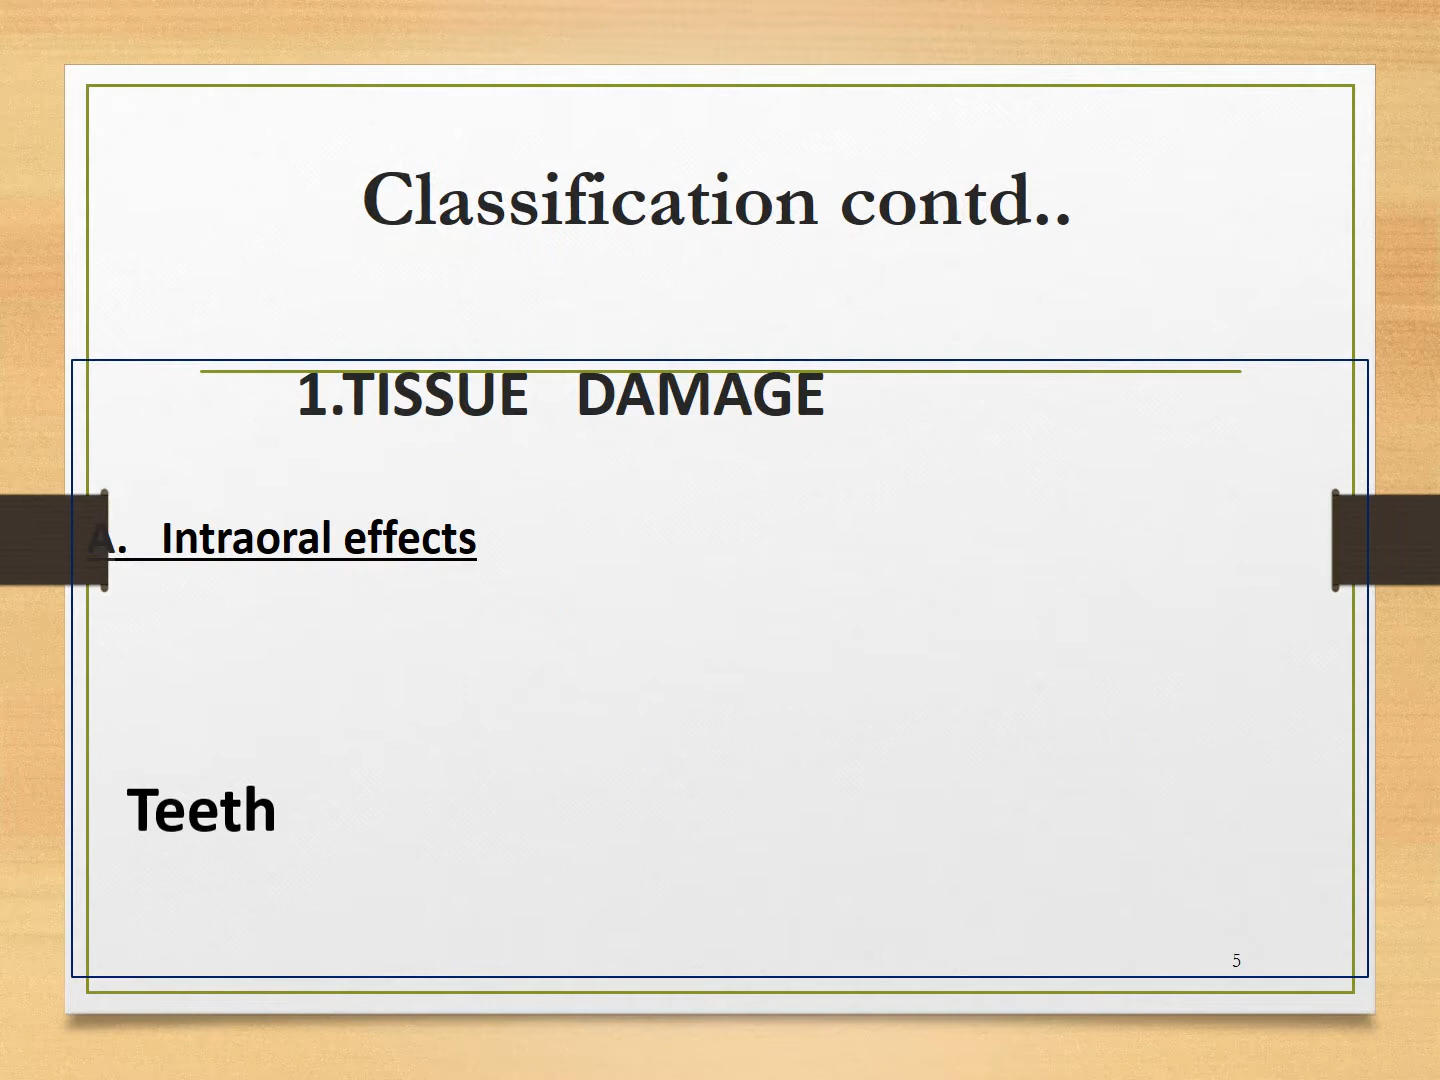 Classification contd..
1.TISSUE DAMAGE
A. Intraoral effects
Teeth
5